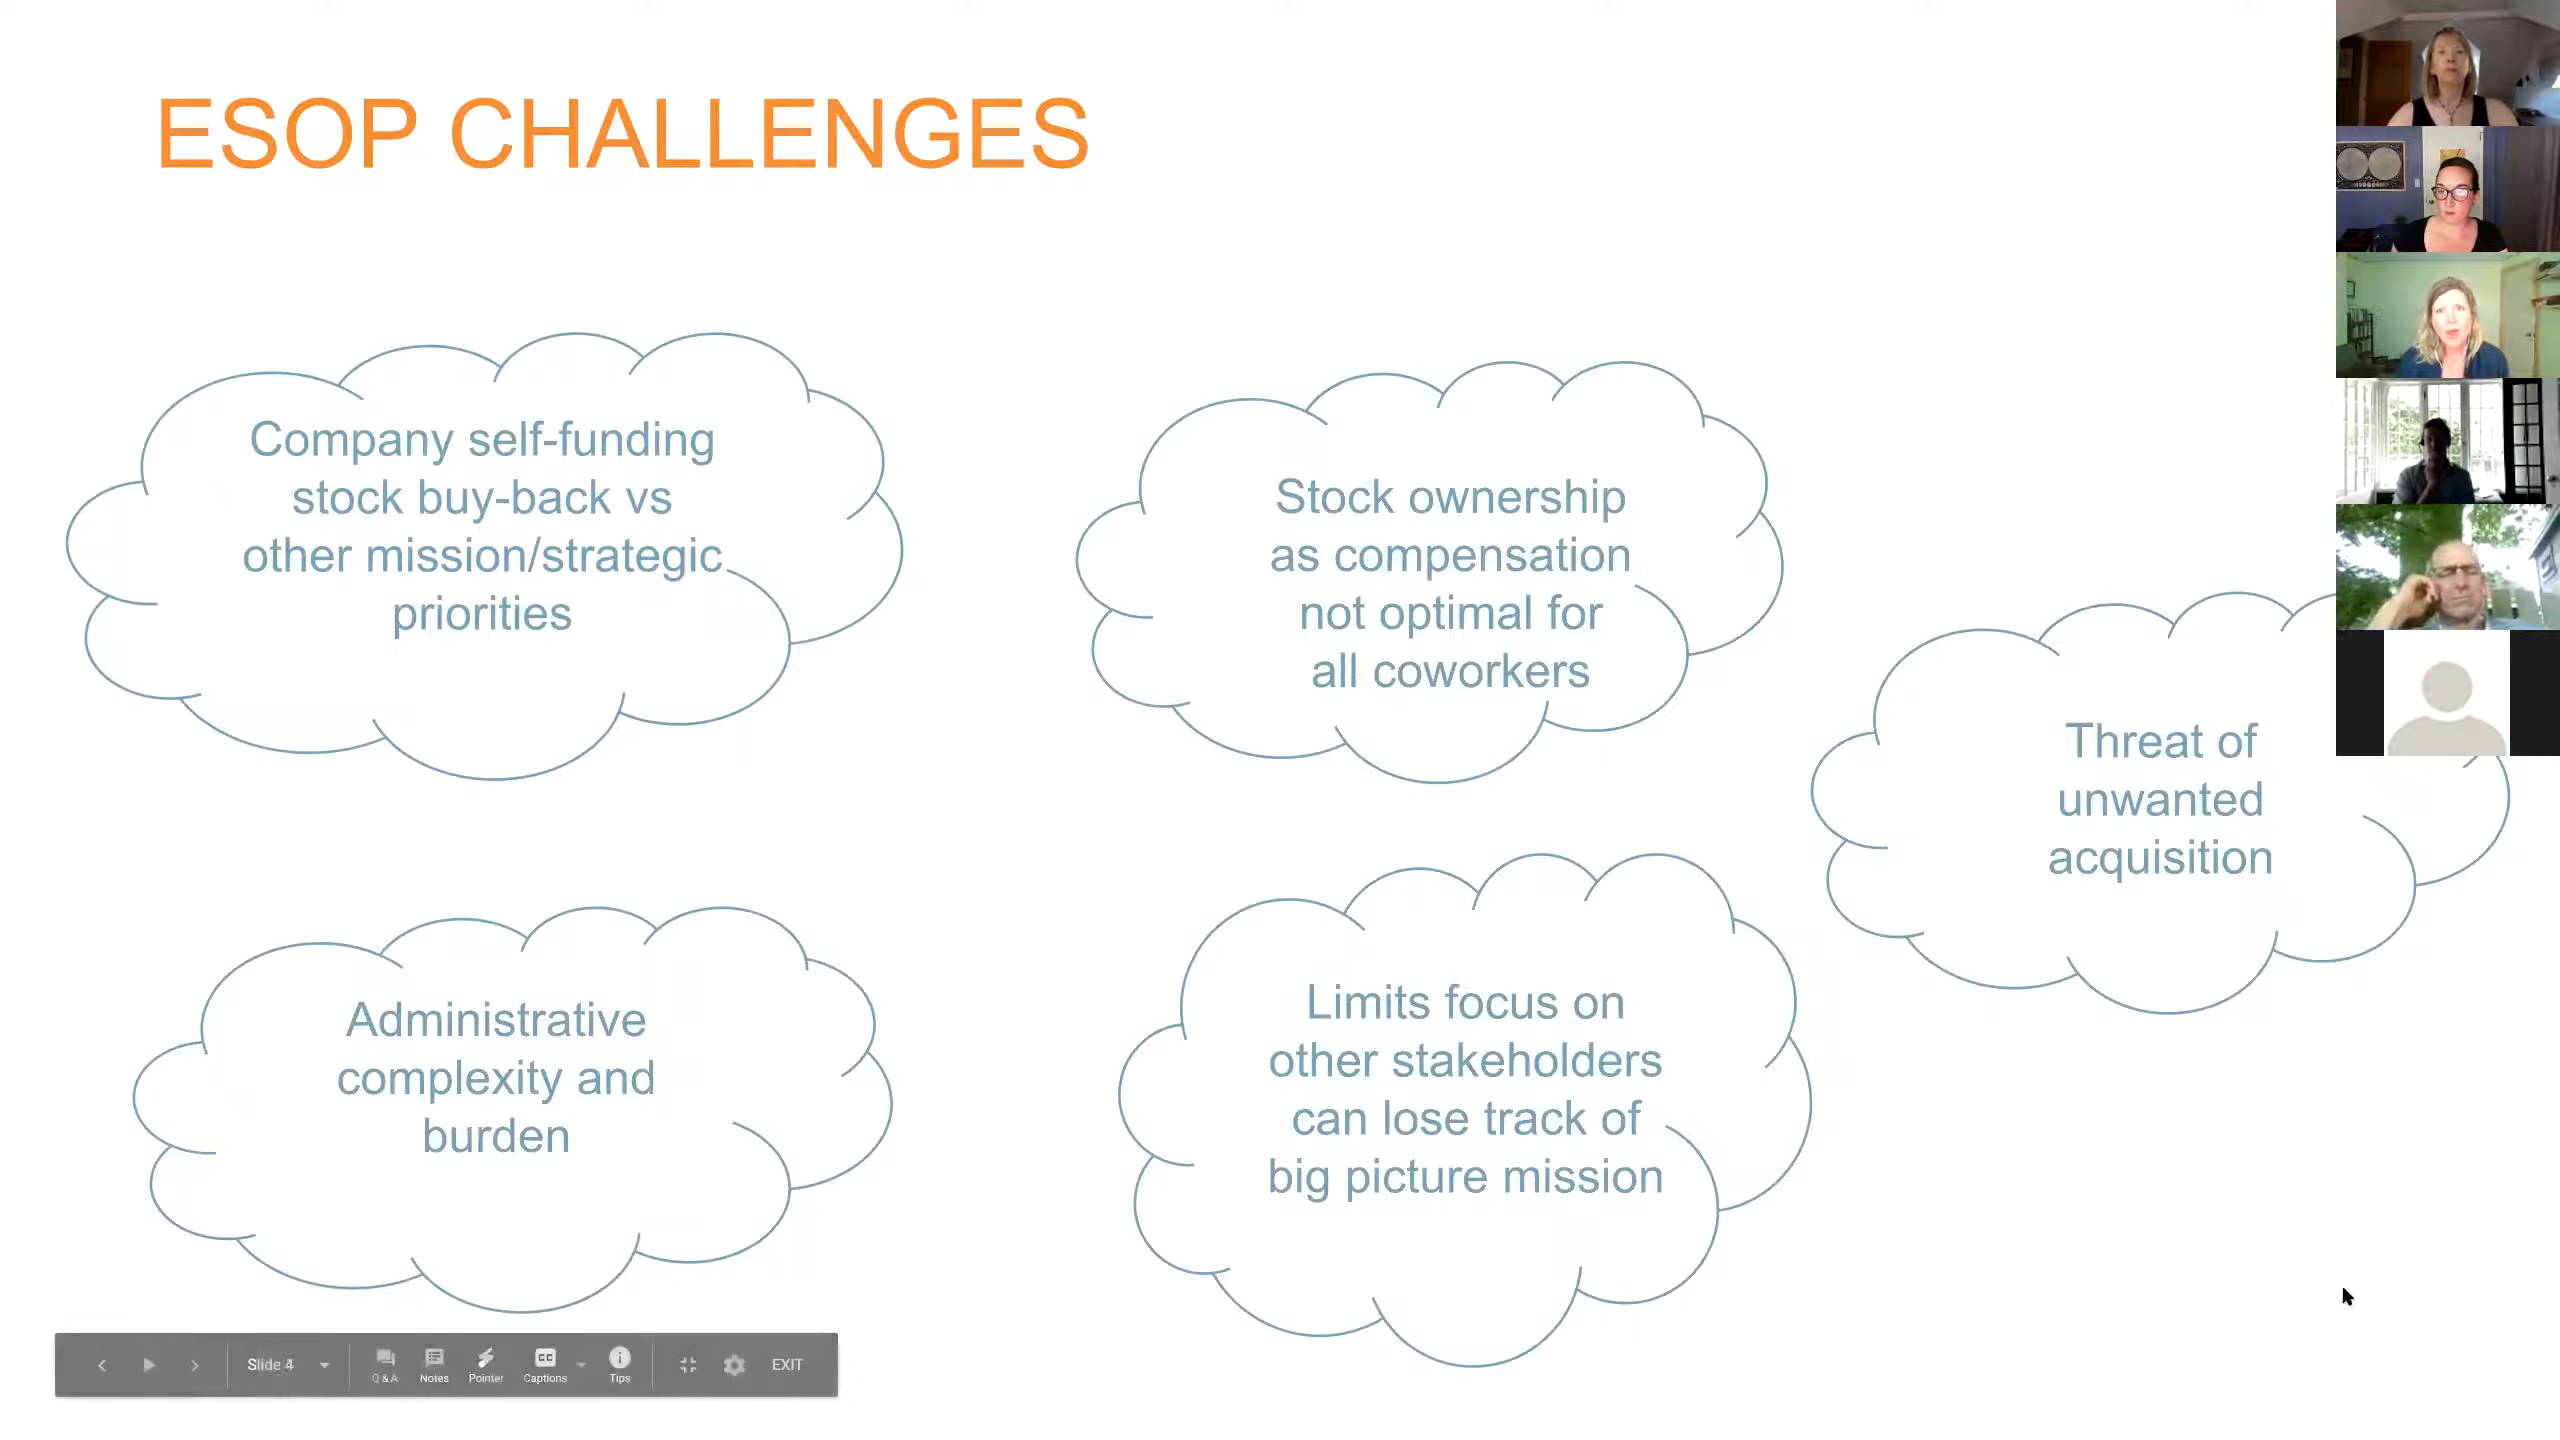 ESOP CHALLENGES
Company self-funding
stock buy-back vs
other mission/strategic
priorities
Stock ownership
as compensation
not optimal for
all coworkers
Threat of
unwanted
acquisition
Administrative
complexity and
burden
Limits focus on
other stakeholders
can lose track of
big picture mission
Slide 4
Q & A
Notes
Pointer
CC
Captions
Tips
EXIT